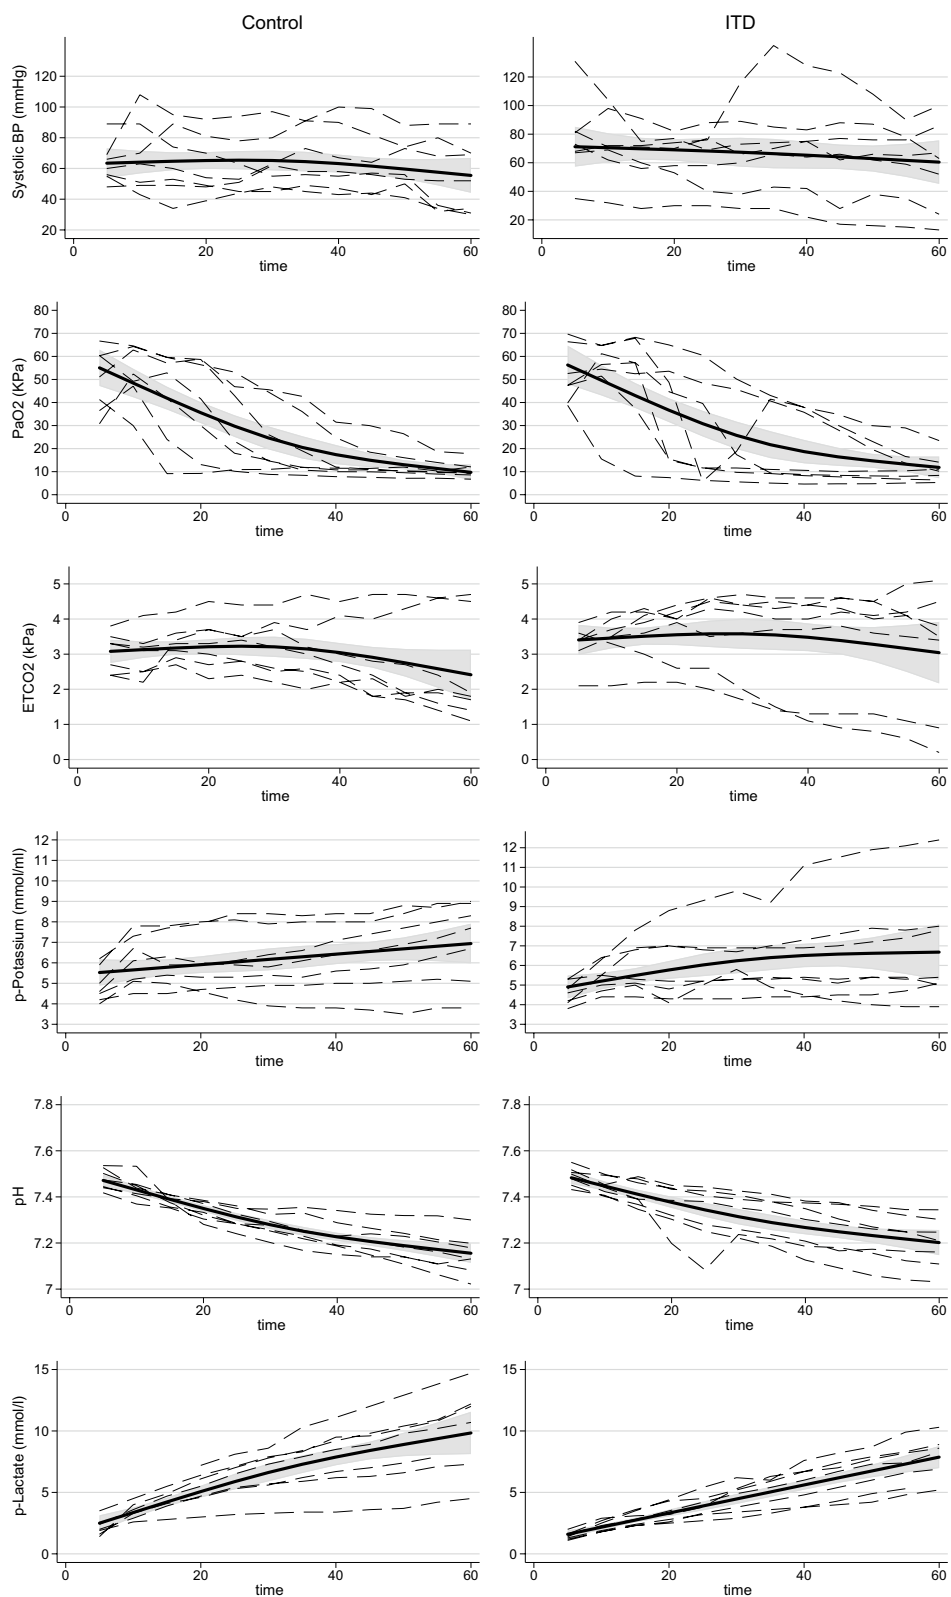 Control ITD
Systolic BP (mmHg)
120
100
80
60
40
20
0 20 40 60
time
120
100
80
60
40
20
0 20 40 60
time
PaO2 (KPa)
80
70
60
50
40
30
20
10
0
0 20 40 60
time
80
70
60
50
40
30
20
10
0
0 20 40 60
time
ETCO2 (kPa)
5
4
3
2
1
0
0 20 40 60
time
5
4
3
2
1
0
0 20 40 60
time
p-Potassium (mmol/ml)
12
11
10
9
8
7
6
5
4
3
0 20 40 60
time
12
11
10
9
8
7
6
5
4
3
0 20 40 60
time
pH
7.8
7.6
7.4
7.2
7
0 20 40 60
time
7.8
7.6
7.4
7.2
7
0 20 40 60
time
p-Lactate (mmol/l)
15
10
5
0
0 20 40 60
time
15
10
5
0
0 20 40 60
time